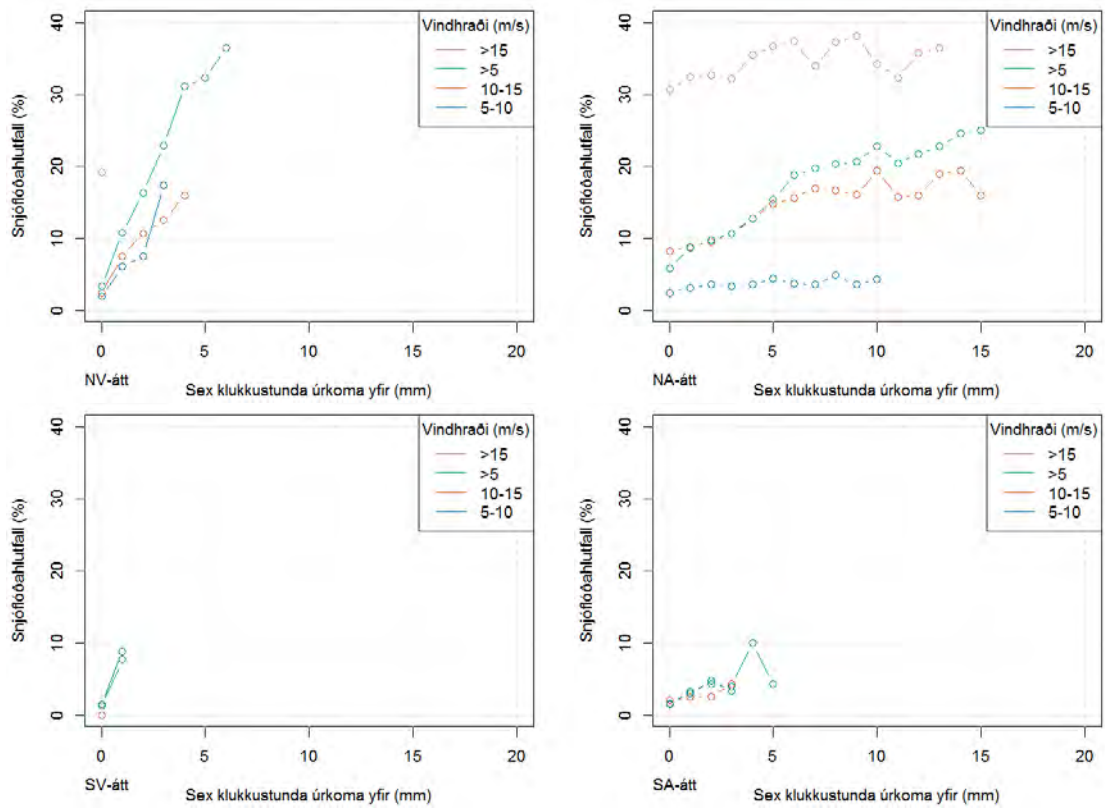 Vindhraði (m/s)
>15
>5
10-15
5-10
Snjóflóðahlutfall (%)
0 10 20 30 40
0 5 10 15 20
NV-átt
Sex klukkustunda úrkoma yfir (mm)
Vindhraði (m/s)
>15
>5
10-15
5-10
Snjóflóðahlutfall (%)
0 10 20 30 40
0 5 10 15 20
NA-átt
Sex klukkustunda úrkoma yfir (mm)
Vindhraði (m/s)
>15
>5
10-15
5-10
Snjóflóðahlutfall (%)
0 10 20 30 40
0 5 10 15 20
SV-átt
Sex klukkustunda úrkoma yfir (mm)
Vindhraði (m/s)
>15
>5
10-15
5-10
Snjóflóðahlutfall (%)
0 10 20 30 40
0 5 10 15 20
SA-átt
Sex klukkustunda úrkoma yfir (mm)